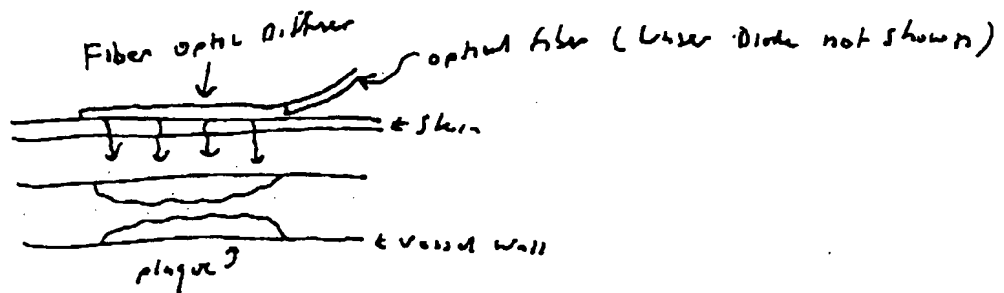 Fiber optic Diffuser
optical fiber (Laser Diode not shown)
skin
vessel wall
plaque